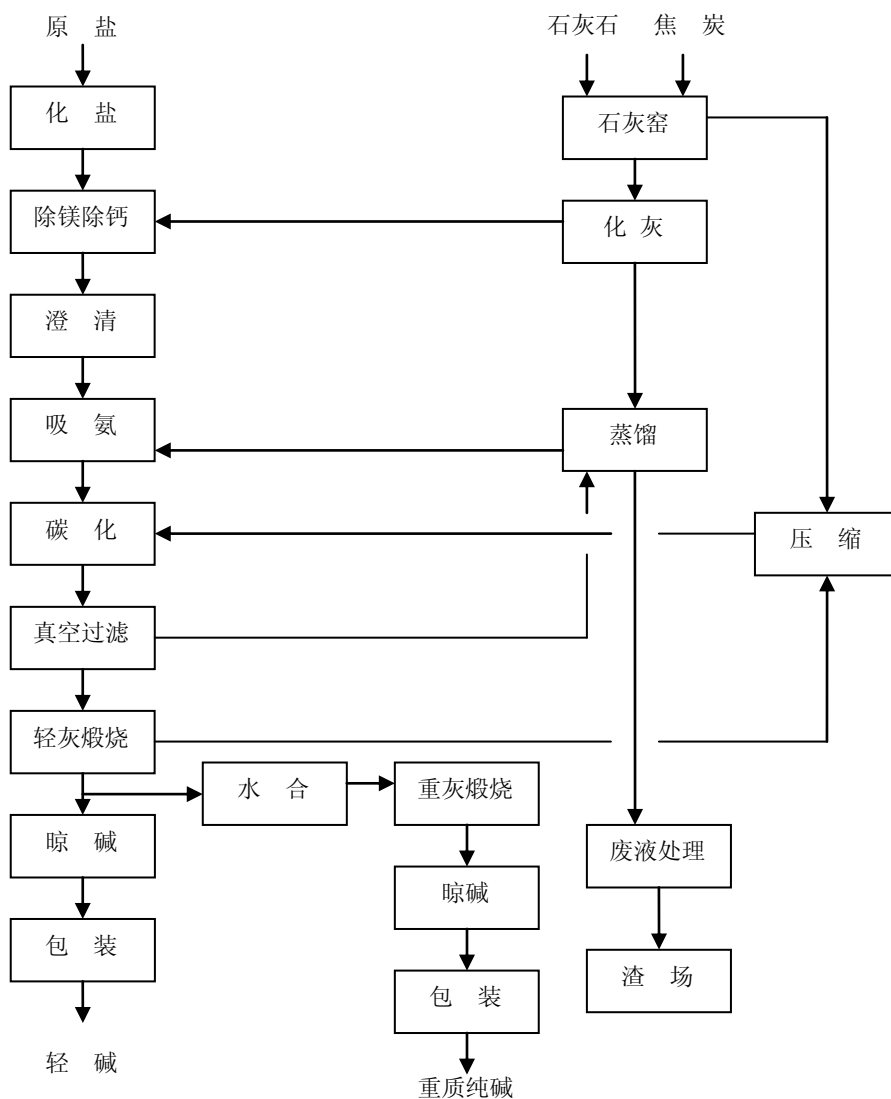 原 盐
石灰石 焦 炭
化 盐
石灰窑
除镁除钙
化 灰
澄 清
吸 氨
蒸馏
碳 化
压 缩
真空过滤
轻灰煅烧
水 合
重灰煅烧
晾 碱
废液处理
晾碱
包 装
渣 场
包 装
轻 碱
重质纯碱